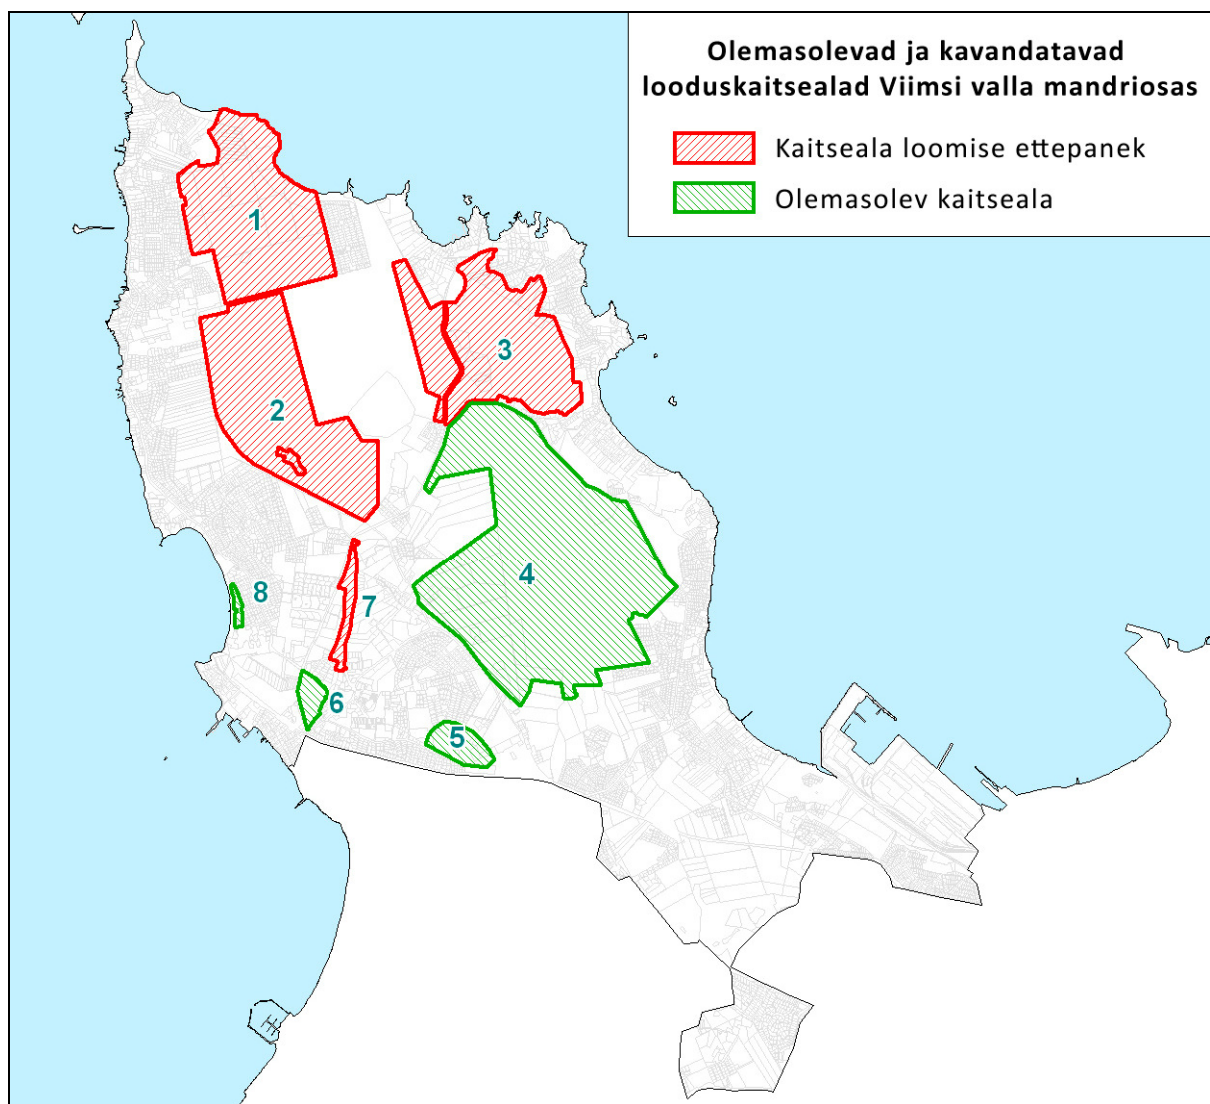 Olemasolevad ja kavandatavad
looduskaitsealad Viimsi valla mandriosas
Kaitseala loomise ettepanek
Olemasolev kaitseala
1
2
3
4
5
6
7
8